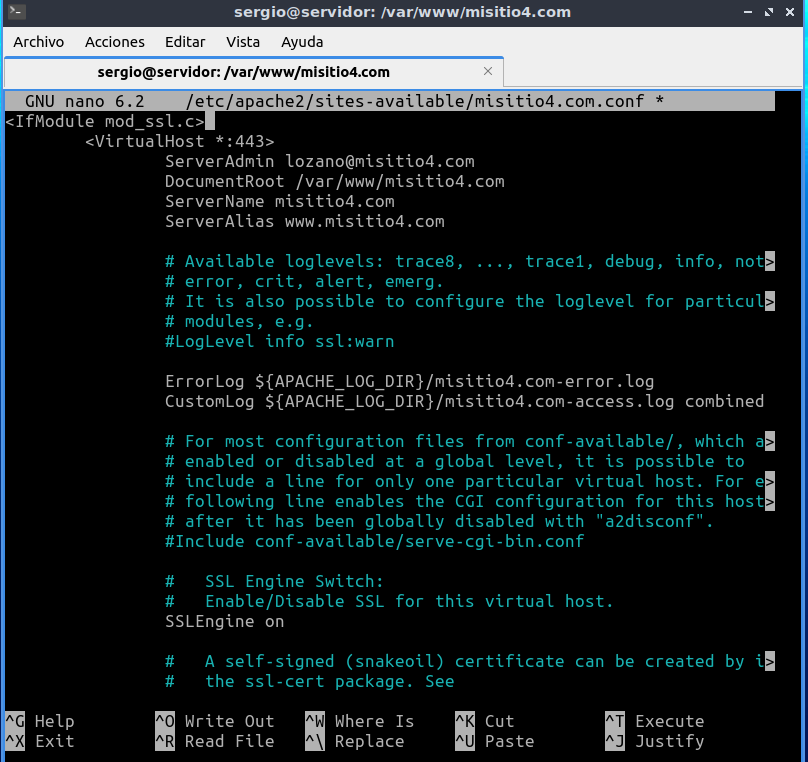 sergio@servidor: /var/www/misitio4.com
Archivo Acciones Editar Vista Ayuda
sergio@servidor: /var/www/misitio4.com ×
GNU nano 6.2 /etc/apache2/sites-available/misitio4.com.conf *
<IfModule mod_ssl.c>
<VirtualHost *:443>
ServerAdmin lozano@misitio4.com
DocumentRoot /var/www/misitio4.com
ServerName misitio4.com
ServerAlias www.misitio4.com
# Available loglevels: trace8, ..., trace1, debug, info, not>
# error, crit, alert, emerg.
# It is also possible to configure the loglevel for particul>
# modules, e.g.
#LogLevel info ssl:warn
ErrorLog ${APACHE_LOG_DIR}/misitio4.com-error.log
CustomLog ${APACHE_LOG_DIR}/misitio4.com-access.log combined
# For most configuration files from conf-available/, which a>
# enabled or disabled at a global level, it is possible to
# include a line for only one particular virtual host. For e>
# following line enables the CGI configuration for this host>
# after it has been globally disabled with "a2disconf".
#Include conf-available/serve-cgi-bin.conf
# SSL Engine Switch:
# Enable/Disable SSL for this virtual host.
SSLEngine on
# A self-signed (snakeoil) certificate can be created by i>
# the ssl-cert package. See
^G Help ^O Write Out ^W Where Is ^K Cut ^T Execute
^X Exit ^R Read File ^\ Replace ^U Paste ^J Justify